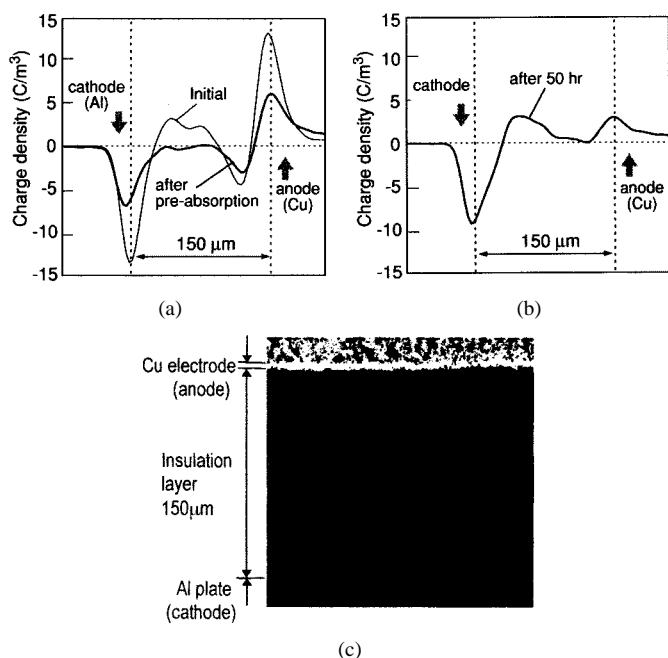 15
10
5
0
-5
-10
-15
Charge density (C/m³)
cathode
(Al)
Initial
after
pre-absorption
anode
(Cu)
150 μm
(a)
15
10
5
0
-5
-10
-15
Charge density (C/m³)
cathode
after 50 hr
anode
(Cu)
150 μm
(b)
Cu electrode
(anode)
Insulation
layer
150μm
Al plate
(cathode)
(c)